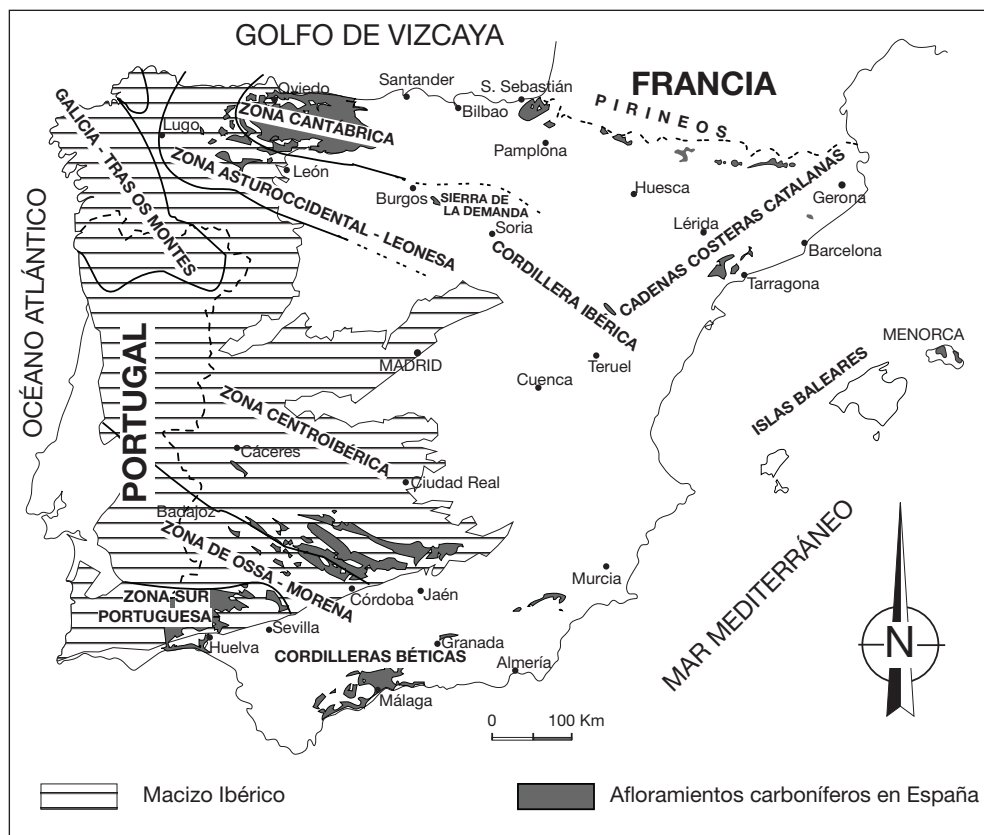 GOLFO DE VIZCAYA
Oviedo
Santander
S. Sebastián
FRANCIA
Bilbao
PIRINEOS
GALICIA - TRAS OS MONTES
Lugo
ZONA CANTÁBRICA
Pamplona
León
ZONA ASTUROCCIDENTAL - LEONESA
Burgos
SIERRA DE
LA DEMANDA
Soria
Huesca
Gerona
Lérida
CADENAS COSTERAS CATALANAS
Barcelona
Tarragona
CORDILLERA IBÉRICA
OCÉANO ATLÁNTICO
PORTUGAL
MADRID
Teruel
Cuenca
MENORCA
ISLAS BALEARES
ZONA CENTROIBÉRICA
Cáceres
Ciudad Real
Badajoz
ZONA DE OSSA - MORENA
MAR MEDITERRÁNEO
Murcia
Córdoba
Jaén
ZONA SUR
PORTUGUESA
Sevilla
Huelva
Granada
CORDILLERAS BÉTICAS
Almería
Málaga
N
0 100 Km
Macizo Ibérico
Afloramientos carboníferos en España